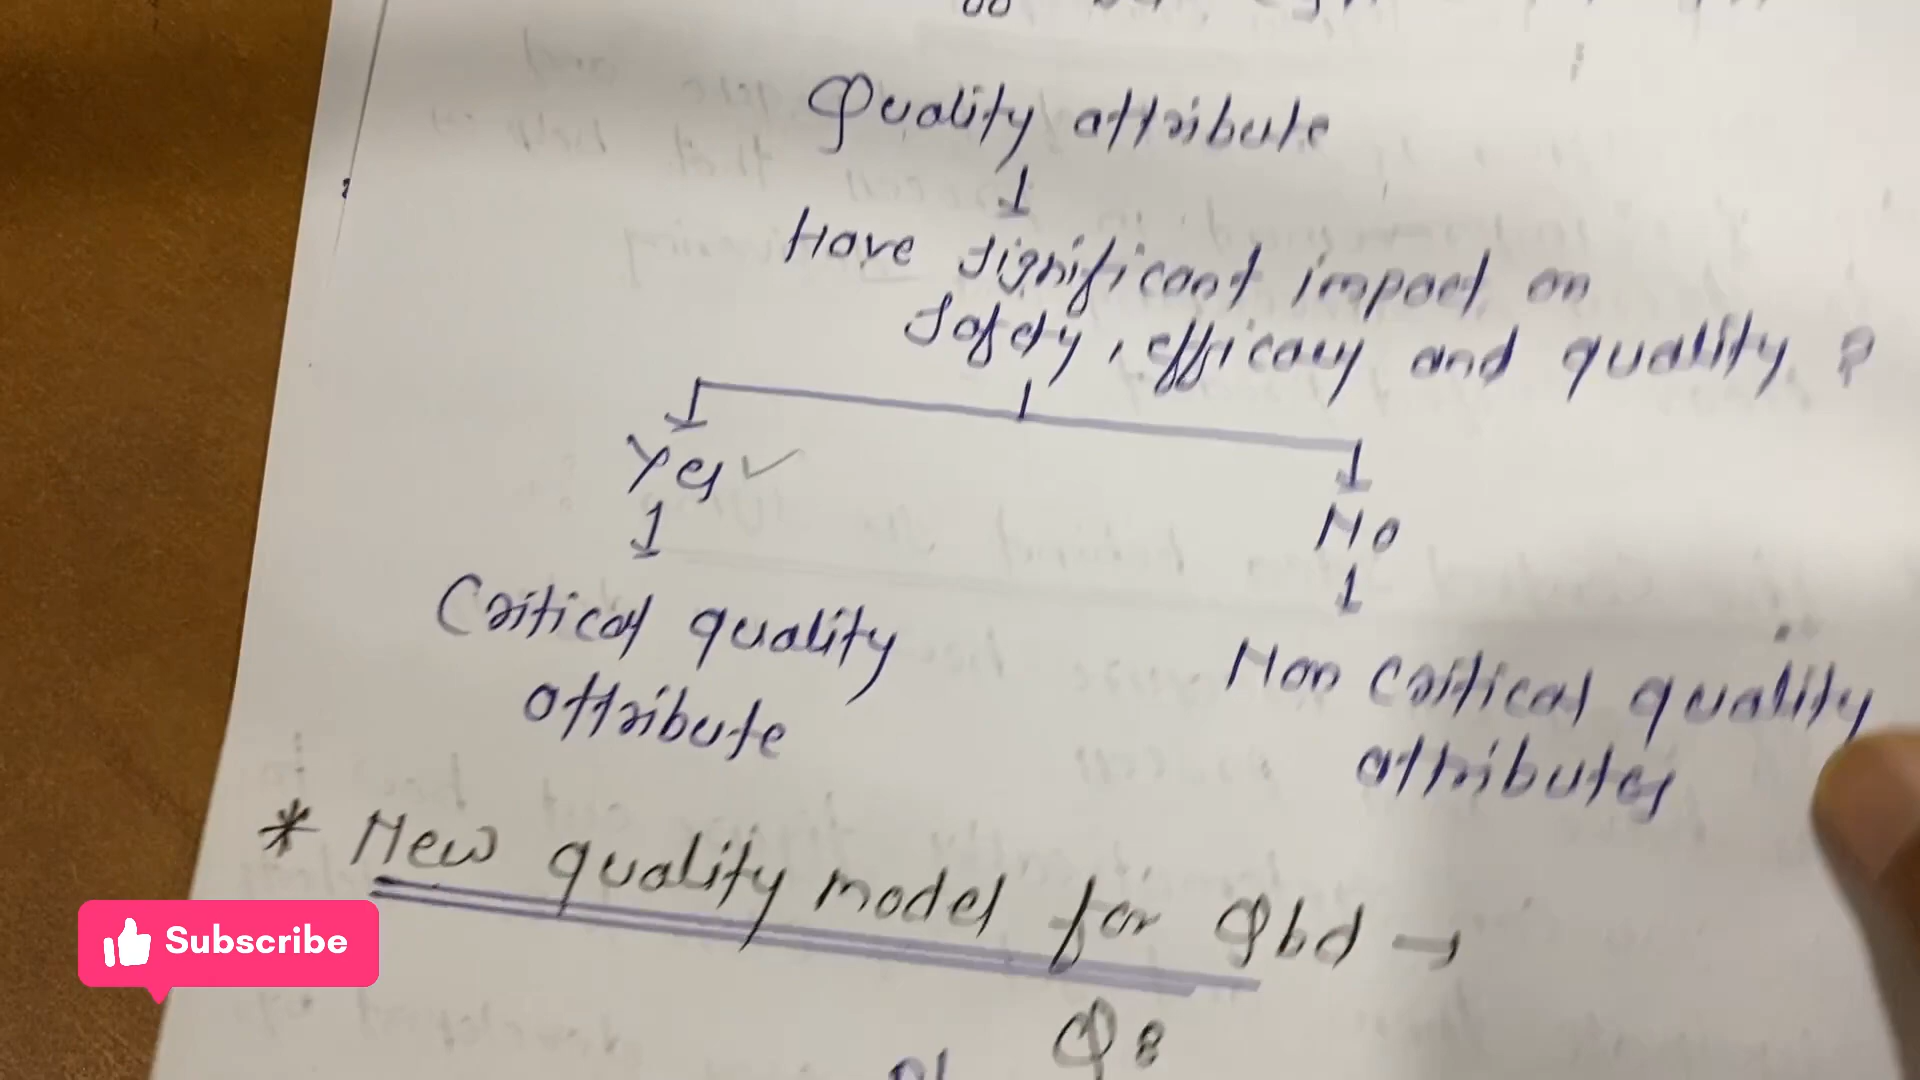 Quality attribute
Have significant impact on
safety, efficacy and quality ?
Yes ✓
No
Critical quality
attribute
Non critical quality
attributes
* New quality model for Qbd →
Q8
Subscribe